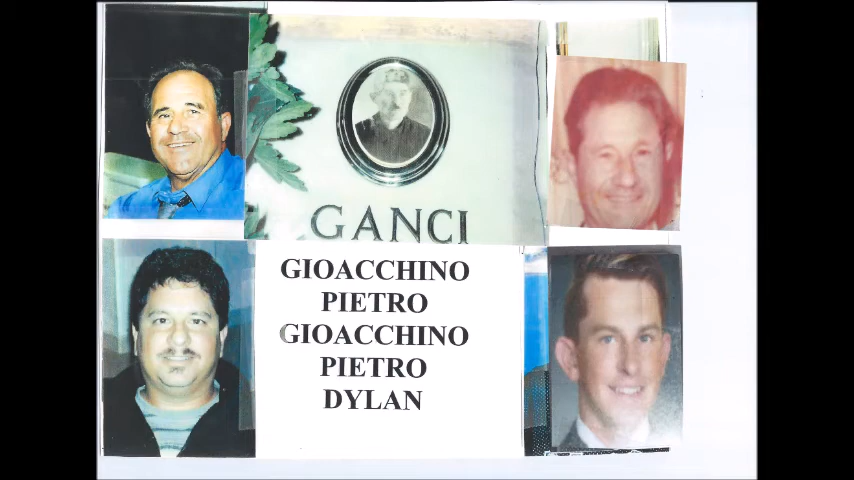 GANCI
GIOACCHINO
PIETRO
GIOACCHINO
PIETRO
DYLAN